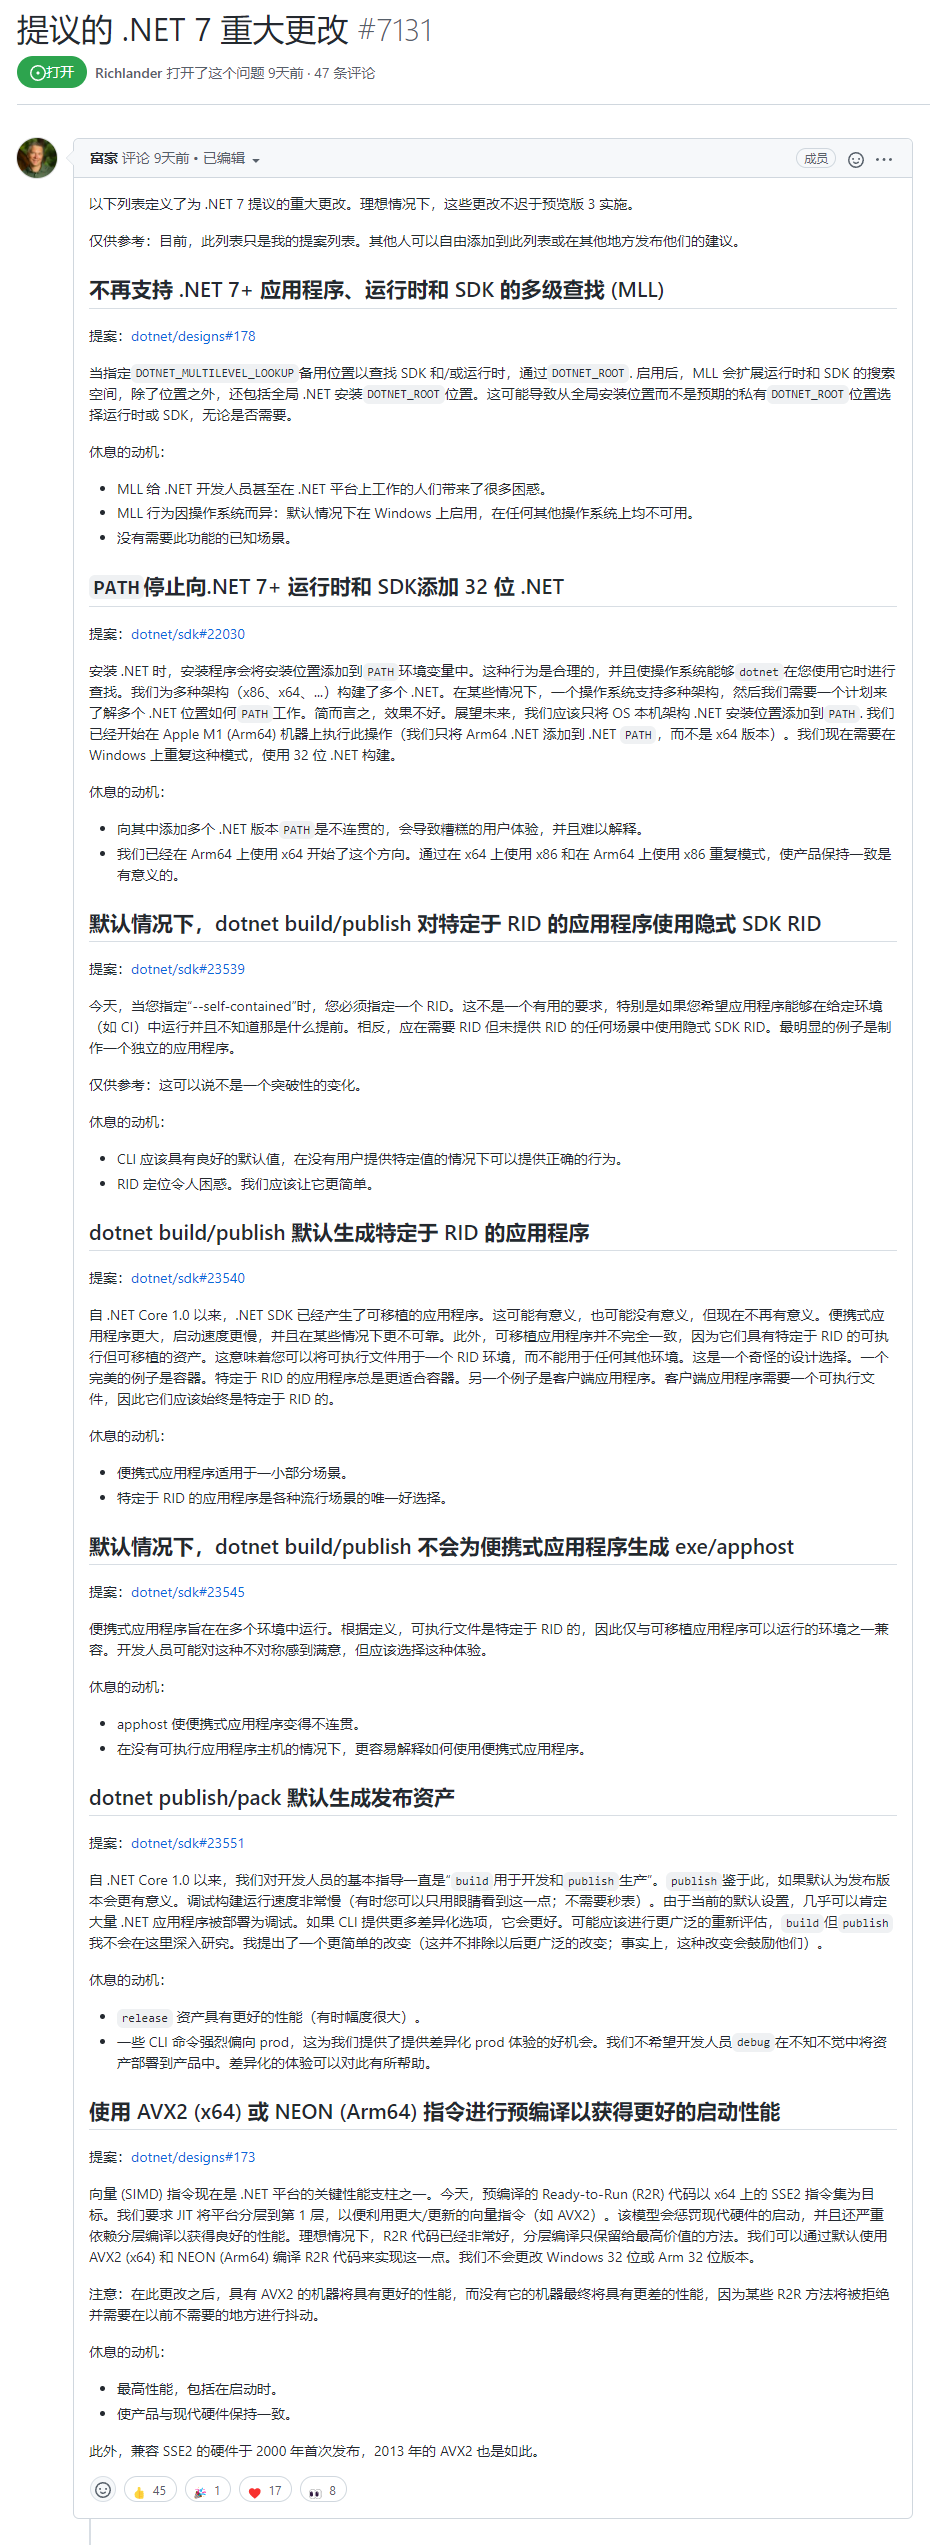 提议的 .NET 7 重大更改 #7131
打开 Richlander 打开了这个问题 9天前 · 47 条评论
富家 评论 9天前 • 已编辑 成员
以下列表定义了为 .NET 7 提议的重大更改。理想情况下，这些更改不迟于预览版 3 实施。
仅供参考：目前，此列表只是我的提案列表。其他人可以自由添加到此列表或在其他地方发布他们的建议。
不再支持 .NET 7+ 应用程序、运行时和 SDK 的多级查找 (MLL)
提案：dotnet/designs#178
当指定 DOTNET_MULTILEVEL_LOOKUP 备用位置以查找 SDK 和/或运行时，通过 DOTNET_ROOT . 启用后，MLL 会扩展运行时和 SDK 的搜索
空间，除了位置之外，还包括全局 .NET 安装 DOTNET_ROOT 位置。这可能导致从全局安装位置而不是预期的私有 DOTNET_ROOT 位置选
择运行时或 SDK，无论是否需要。
休息的动机：
• MLL 给 .NET 开发人员甚至在 .NET 平台上工作的人们带来了很多困惑。
• MLL 行为因操作系统而异：默认情况下在 Windows 上启用，在任何其他操作系统上均不可用。
• 没有需要此功能的已知场景。
PATH 停止向.NET 7+ 运行时和 SDK添加 32 位 .NET
提案：dotnet/sdk#22030
安装 .NET 时，安装程序会将安装位置添加到 PATH 环境变量中。这种行为是合理的，并且使操作系统能够 dotnet 在您使用它时进行
查找。我们为多种架构（x86、x64、...）构建了多个 .NET。在某些情况下，一个操作系统支持多种架构，然后我们需要一个计划来
了解多个 .NET 位置如何 PATH 工作。简而言之，效果不好。展望未来，我们应该只将 OS 本机架构 .NET 安装位置添加到 PATH . 我们
已经开始在 Apple M1 (Arm64) 机器上执行此操作（我们只将 Arm64 .NET 添加到 .NET PATH ，而不是 x64 版本）。我们现在需要在
Windows 上重复这种模式，使用 32 位 .NET 构建。
休息的动机：
• 向其中添加多个 .NET 版本 PATH 是不连贯的，会导致糟糕的用户体验，并且难以解释。
• 我们已经在 Arm64 上使用 x64 开始了这个方向。通过在 x64 上使用 x86 和在 Arm64 上使用 x86 重复模式，使产品保持一致是
有意义的。
默认情况下，dotnet build/publish 对特定于 RID 的应用程序使用隐式 SDK RID
提案：dotnet/sdk#23539
今天，当您指定“--self-contained”时，您必须指定一个 RID。这不是一个有用的要求，特别是如果您希望应用程序能够在给定环境
（如 CI）中运行并且不知道那是什么提前。相反，应在需要 RID 但未提供 RID 的任何场景中使用隐式 SDK RID。最明显的例子是制
作一个独立的应用程序。
仅供参考：这可以说不是一个突破性的变化。
休息的动机：
• CLI 应该具有良好的默认值，在没有用户提供特定值的情况下可以提供正确的行为。
• RID 定位令人困惑。我们应该让它更简单。
dotnet build/publish 默认生成特定于 RID 的应用程序
提案：dotnet/sdk#23540
自 .NET Core 1.0 以来，.NET SDK 已经产生了可移植的应用程序。这可能有意义，也可能没有意义，但现在不再有意义。便携式应
用程序更大，启动速度更慢，并且在某些情况下更不可靠。此外，可移植应用程序并不完全一致，因为它们具有特定于 RID 的可执
行但可移植的资产。这意味着您可以将可执行文件用于一个 RID 环境，而不能用于任何其他环境。这是一个奇怪的设计选择。一个
完美的例子是容器。特定于 RID 的应用程序总是更适合容器。另一个例子是客户端应用程序。客户端应用程序需要一个可执行文
件，因此它们应该始终是特定于 RID 的。
休息的动机：
• 便携式应用程序适用于一小部分场景。
• 特定于 RID 的应用程序是各种流行场景的唯一好选择。
默认情况下，dotnet build/publish 不会为便携式应用程序生成 exe/apphost
提案：dotnet/sdk#23545
便携式应用程序旨在在多个环境中运行。根据定义，可执行文件是特定于 RID 的，因此仅与可移植应用程序可以运行的环境之一兼
容。开发人员可能对这种不对称感到满意，但应该选择这种体验。
休息的动机：
• apphost 使便携式应用程序变得不连贯。
• 在没有可执行应用程序主机的情况下，更容易解释如何使用便携式应用程序。
dotnet publish/pack 默认生成发布资产
提案：dotnet/sdk#23551
自 .NET Core 1.0 以来，我们对开发人员的基本指导一直是“ build 用于开发和 publish 生产”。 publish 鉴于此，如果默认为发布版
本会更有意义。调试构建运行速度非常慢（有时您可以只用眼睛看到这一点；不需要秒表）。由于当前的默认设置，几乎可以肯定
大量 .NET 应用程序被部署为调试。如果 CLI 提供更多差异化选项，它会更好。可能应该进行更广泛的重新评估， build 但 publish
我不会在这里深入研究。我提出了一个更简单的改变（这并不排除以后更广泛的改变；事实上，这种改变会鼓励他们）。
休息的动机：
• release 资产具有更好的性能（有时幅度很大）。
• 一些 CLI 命令强烈偏向 prod，这为我们提供了提供差异化 prod 体验的好机会。我们不希望开发人员 debug 在不知不觉中将资
产部署到产品中。差异化的体验可以对此有所帮助。
使用 AVX2 (x64) 或 NEON (Arm64) 指令进行预编译以获得更好的启动性能
提案：dotnet/designs#173
向量 (SIMD) 指令现在是 .NET 平台的关键性能支柱之一。今天，预编译的 Ready-to-Run (R2R) 代码以 x64 上的 SSE2 指令集为目
标。我们要求 JIT 将平台分层到第 1 层，以便利用更大/更新的向量指令（如 AVX2）。该模型会惩罚现代硬件的启动，并且还严重
依赖分层编译以获得良好的性能。理想情况下，R2R 代码已经非常好，分层编译只保留给最高价值的方法。我们可以通过默认使用
AVX2 (x64) 和 NEON (Arm64) 编译 R2R 代码来实现这一点。我们不会更改 Windows 32 位或 Arm 32 位版本。
注意：在此更改之后，具有 AVX2 的机器将具有更好的性能，而没有它的机器最终将具有更差的性能，因为某些 R2R 方法将被拒绝
并需要在以前不需要的地方进行抖动。
休息的动机：
• 最高性能，包括在启动时。
• 使产品与现代硬件保持一致。
此外，兼容 SSE2 的硬件于 2000 年首次发布，2013 年的 AVX2 也是如此。
👍 45 🎉 1 ❤️ 17 👀 8